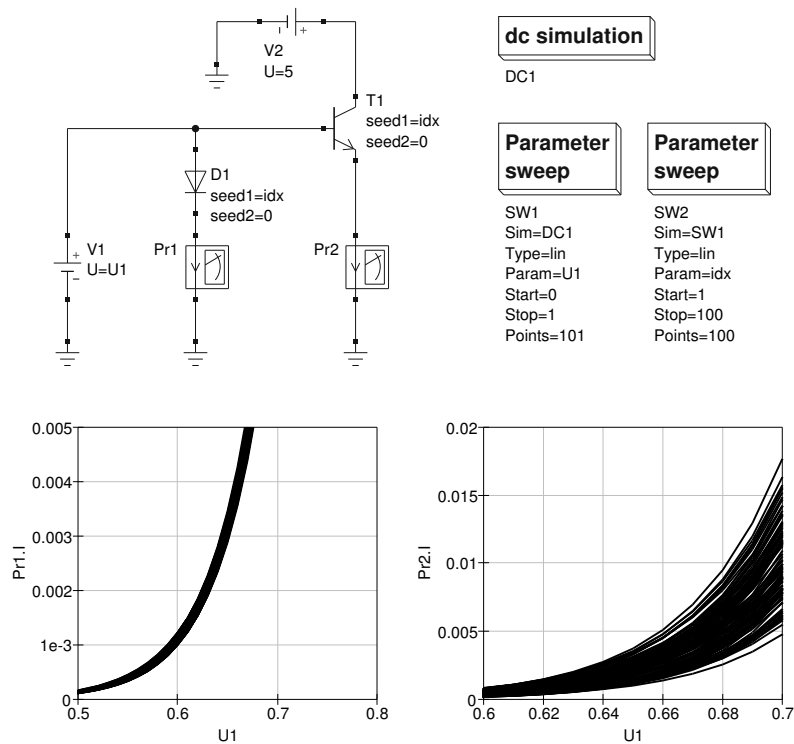 V2
U=5
T1
seed1=idx
seed2=0
D1
seed1=idx
seed2=0
V1
U=U1
Pr1
Pr2
dc simulation
DC1
Parameter
sweep
SW1
Sim=DC1
Type=lin
Param=U1
Start=0
Stop=1
Points=101
Parameter
sweep
SW2
Sim=SW1
Type=lin
Param=idx
Start=1
Stop=100
Points=100
0.005
0.004
0.003
0.002
1e-3
0
Pr1.I
0.5 0.6 0.7 0.8
U1
0.02
0.015
0.01
0.005
0
Pr2.I
0.6 0.62 0.64 0.66 0.68 0.7
U1